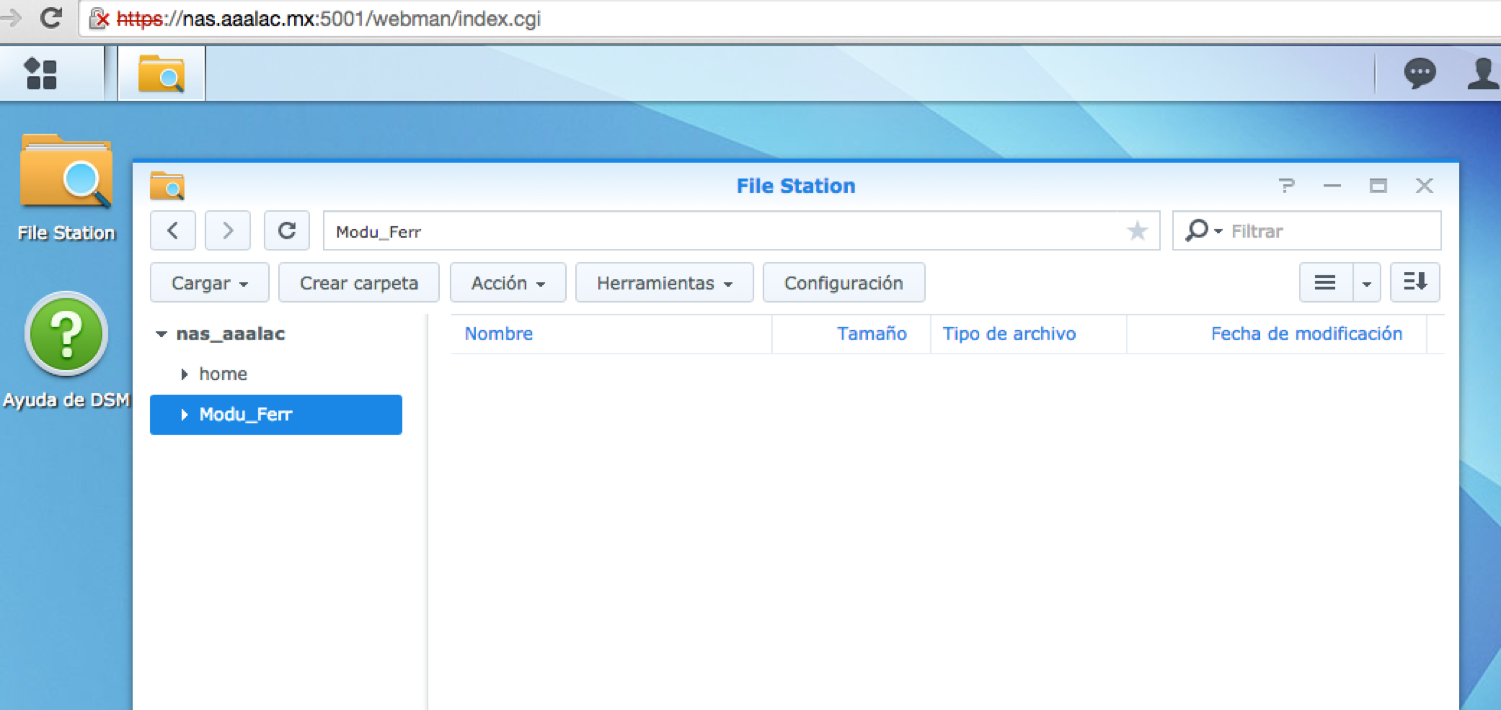 https://nas.aaalac.mx:5001/webman/index.cgi
File Station
File Station
Modu_Ferr
Filtrar
Cargar
Crear carpeta
Acción
Herramientas
Configuración
nas_aaalac
Nombre
Tamaño
Tipo de archivo
Fecha de modificación
home
Ayuda de DSM
Modu_Ferr